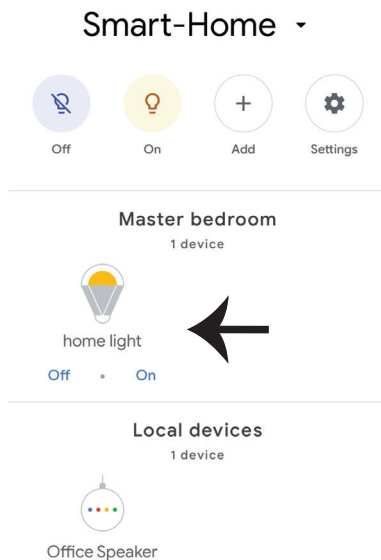 Smart-Home
Off On Add Settings
Master bedroom
1 device
home light
Off • On
Local devices
1 device
Office Speaker